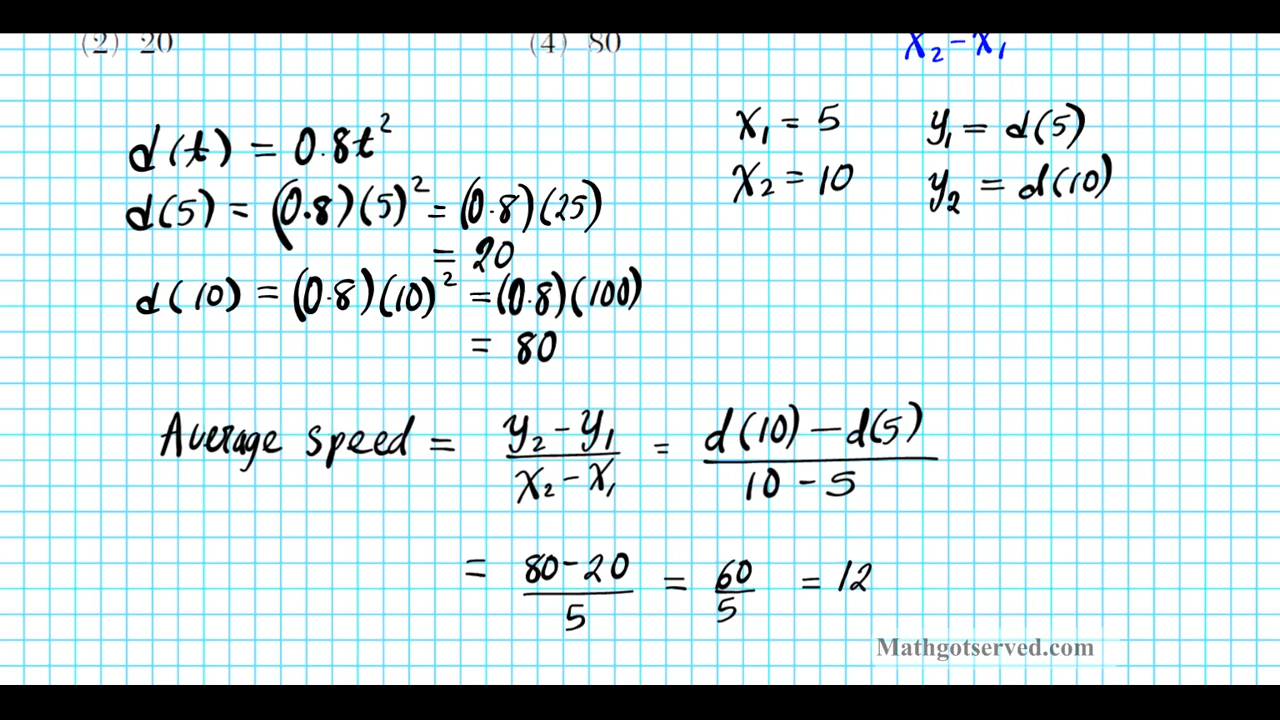 (2) 20 (4) 80 x₂ - x₁
d(t) = 0.8t² x₁ = 5 y₁ = d(5)
d(5) = (0.8)(5)² = (0.8)(25) x₂ = 10 y₂ = d(10)
= 20
d(10) = (0.8)(10)² = (0.8)(100)
= 80
Average speed = y₂ - y₁ / x₂ - x₁ = d(10) - d(5) / 10 - 5
= 80 - 20 / 5 = 60 / 5 = 12
Mathgotserved.com